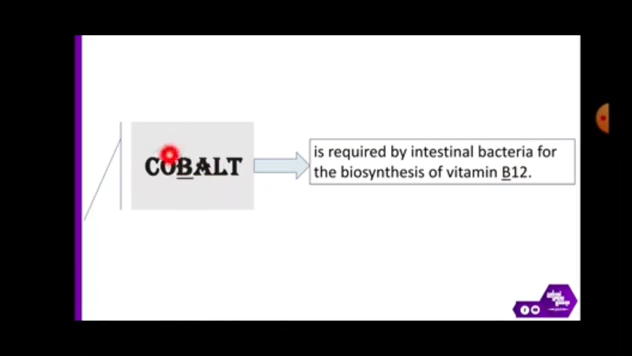 COBALT
is required by intestinal bacteria for
the biosynthesis of vitamin B12.